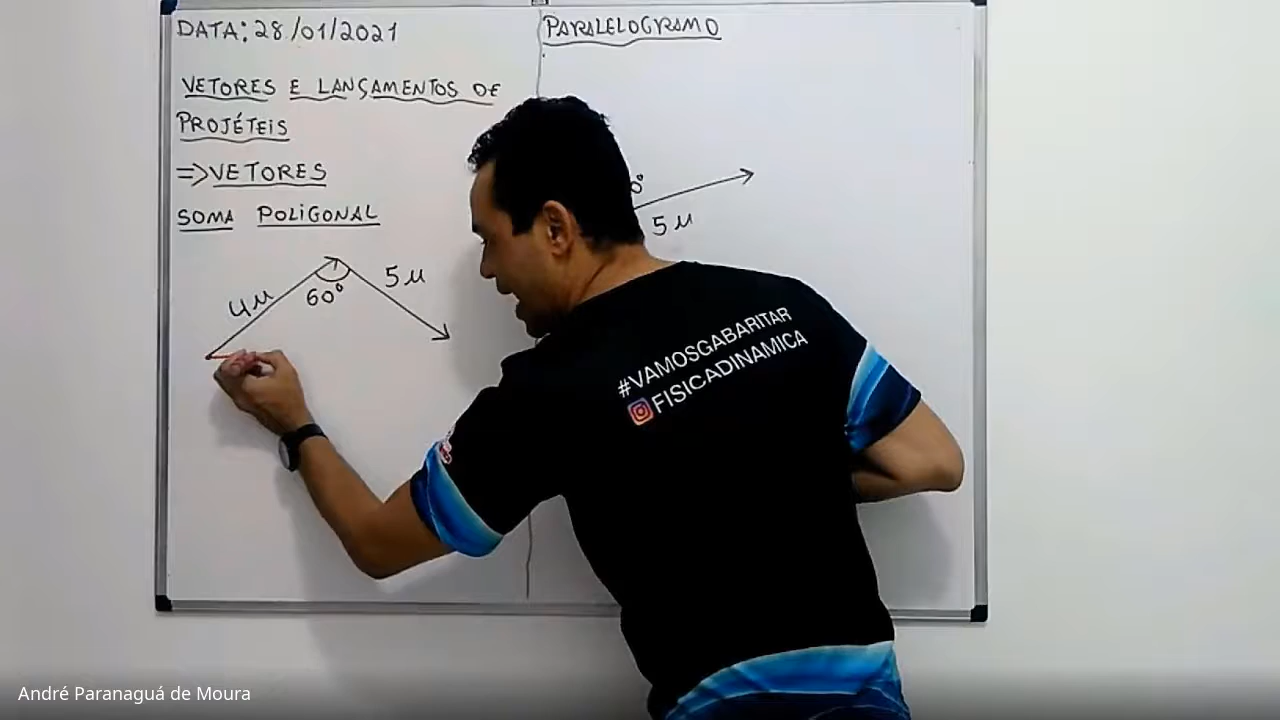 DATA: 28/01/2021
VETORES E LANÇAMENTOS DE
PROJÉTEIS
=>VETORES
SOMA POLIGONAL
4u
60°
5u
PARALELOGRAMO
0°
5u
#VAMOSGABARITAR
FISICADINAMICA
André Paranaguá de Moura